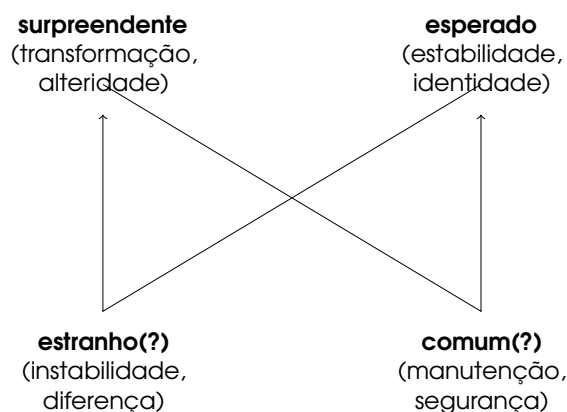 surpreendente
(transformação,
alteridade)
esperado
(estabilidade,
identidade)
estranho(?)
(instabilidade,
diferença)
comum(?)
(manutenção,
segurança)